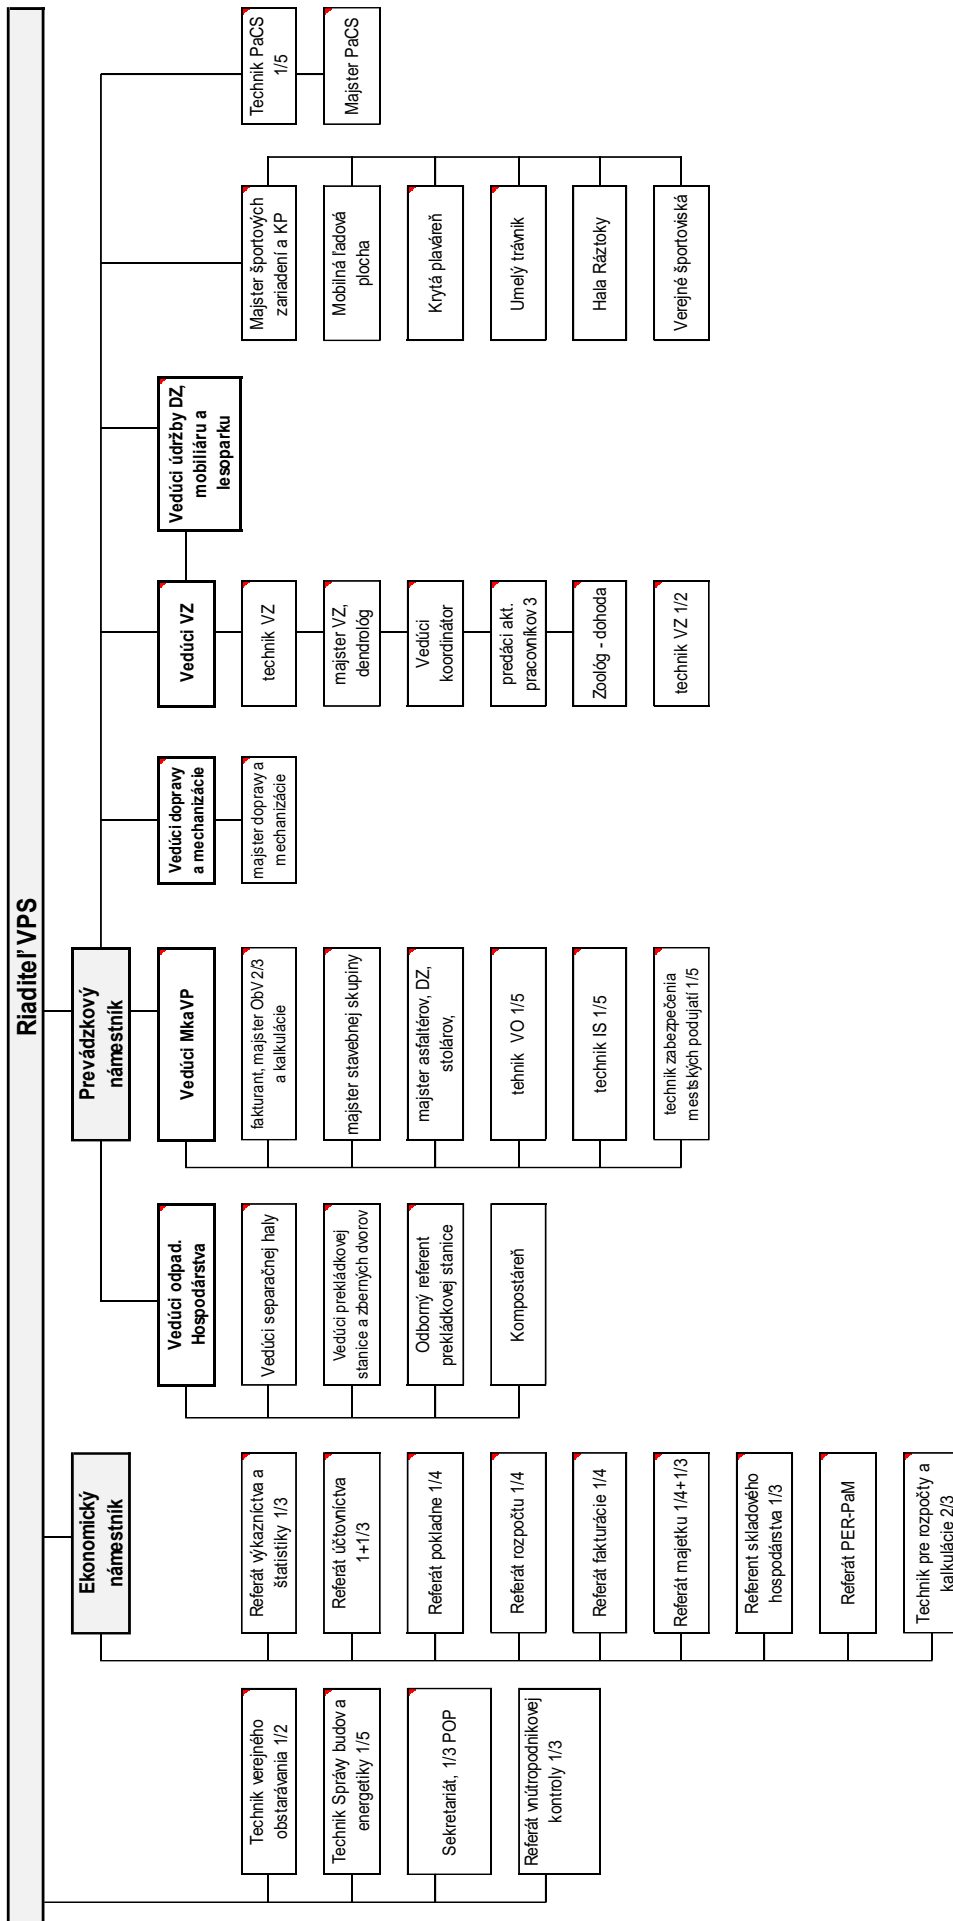 Riaditeľ VPS
Technik verejného
obstarávania 1/2
Technik Správy budov a
energetiky 1/5
Sekretariát, 1/3 POP
Referát vnútropodnikovej
kontroly 1/3
Ekonomický
námestník
Referát výkazníctva a
štatistiky 1/3
Referát účtovníctva
1+1/3
Referát pokladne 1/4
Referát rozpočtu 1/4
Referát fakturácie 1/4
Referát majetku 1/4+1/3
Referent skladového
hospodárstva 1/3
Referát PER-PaM
Technik pre rozpočty a
kalkulácie 2/3
Prevádzkový
námestník
Vedúci odpad.
Hospodárstva
Vedúci separačnej haly
Vedúci prekládkovej
stanice a zberných dvorov
Odborný referent
prekládkovej stanice
Kompostáreň
Vedúci MkaVP
fakturant, majster ObV 2/3
a kalkulácie
majster stavebnej skupiny
majster asfaltérov, DZ,
stolárov,
tehnik VO 1/5
technik IS 1/5
technik zabezpečenia
mestských podujatí 1/5
Vedúci dopravy
a mechanizácie
majster dopravy a
mechanizácie
Vedúci VZ
technik VZ
majster VZ,
dendrológ
Vedúci
koordinátor
predáci akt.
pracovníkov 3
Zoológ - dohoda
technik VZ 1/2
Vedúci údržby DZ,
mobiliáru a
lesoparku
Majster športových
zariadení a KP
Mobilná ľadová
plocha
Krytá plaváreň
Umelý trávnik
Hala Ráztoky
Verejné športoviská
Technik PaCS
1/5
Majster PaCS